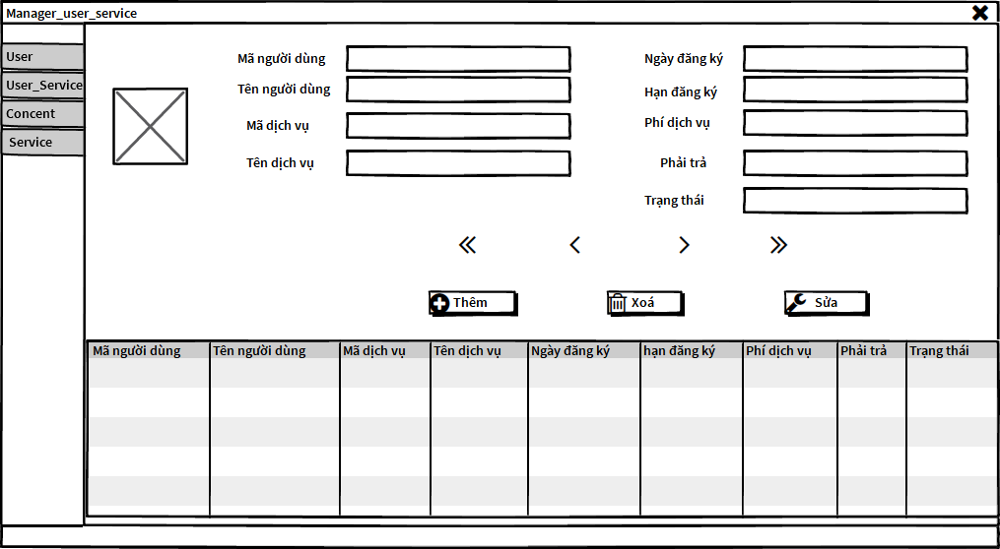 Manager_user_service
User
User_Service
Concent
Service
Mã người dùng
Tên người dùng
Mã dịch vụ
Tên dịch vụ
Ngày đăng ký
Hạn đăng ký
Phí dịch vụ
Phải trả
Trạng thái
Thêm
Xoá
Sửa
Mã người dùng Tên người dùng Mã dịch vụ Tên dịch vụ Ngày đăng ký hạn đăng ký Phí dịch vụ Phải trả Trạng thái